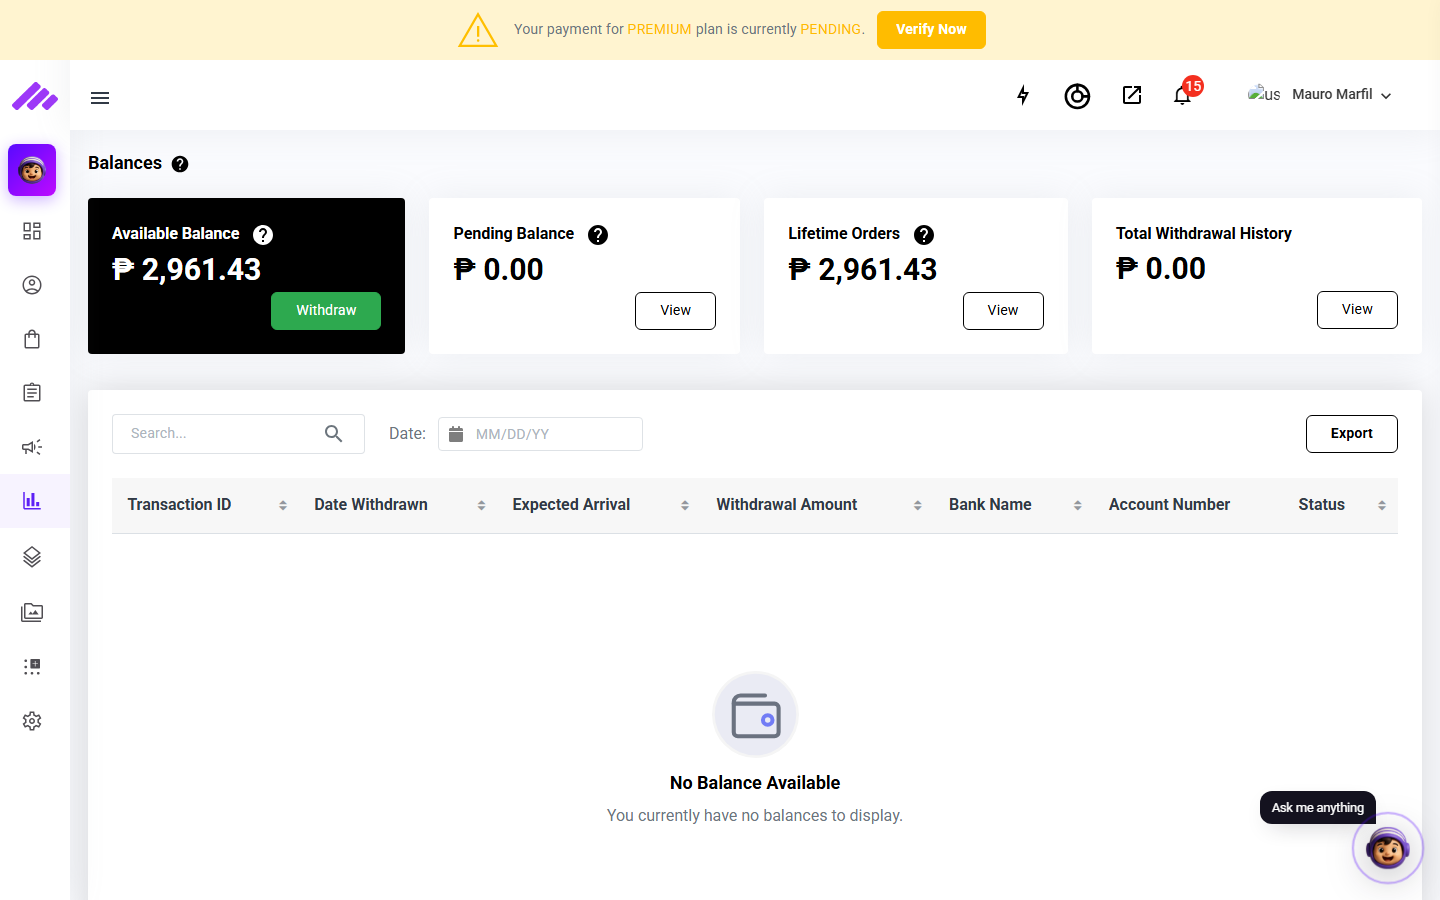 Your payment for PREMIUM plan is currently PENDING.
Verify Now
15
us
Mauro Marfil
Balances
Available Balance
₱ 2,961.43
Withdraw
Pending Balance
₱ 0.00
View
Lifetime Orders
₱ 2,961.43
View
Total Withdrawal History
₱ 0.00
View
Search...
Date:
MM/DD/YY
Export
Transaction ID
Date Withdrawn
Expected Arrival
Withdrawal Amount
Bank Name
Account Number
Status
No Balance Available
You currently have no balances to display.
Ask me anything